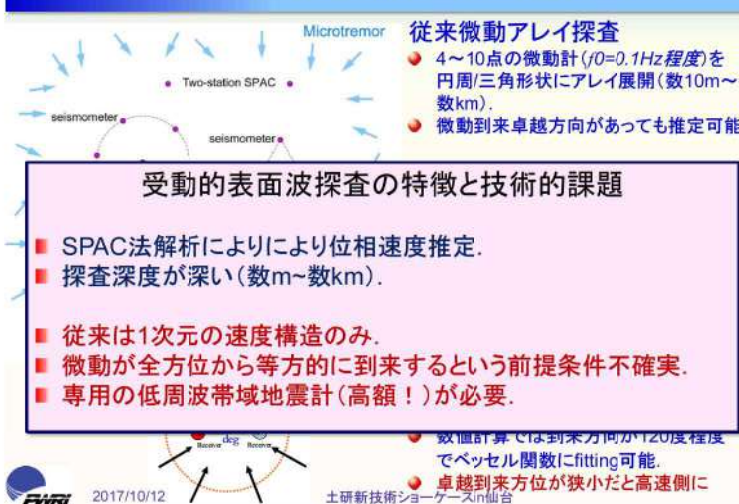 Microtremor
従来微動アレイ探査
4～10点の微動計(f0=0.1Hz程度)を
円周/三角形状にアレイ展開(数10m～
数km).
微動到来卓越方向があっても推定可能
Two-station SPAC
seismometer
seismometer
受動的表面波探査の特徴と技術的課題
SPAC法解析によりにより位相速度推定.
探査深度が深い(数m~数km).
従来は1次元の速度構造のみ.
微動が全方位から等方的に到来するという前提条件不確実.
専用の低周波帯域地震計(高額！)が必要.
Receiver
deg
Receiver
数値計算では到来方向が120度程度
でベッセル関数にfitting可能.
卓越到来方位が狭小だと高速側に
PWRI
2017/10/12
土研新技術ショーケースin仙台